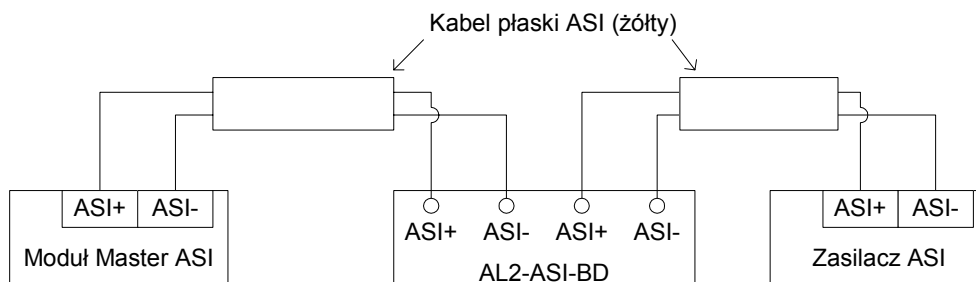 Kabel płaski ASI (żółty)
ASI+ ASI-
Moduł Master ASI
ASI+ ASI- ASI+ ASI-
AL2-ASI-BD
ASI+ ASI-
Zasilacz ASI